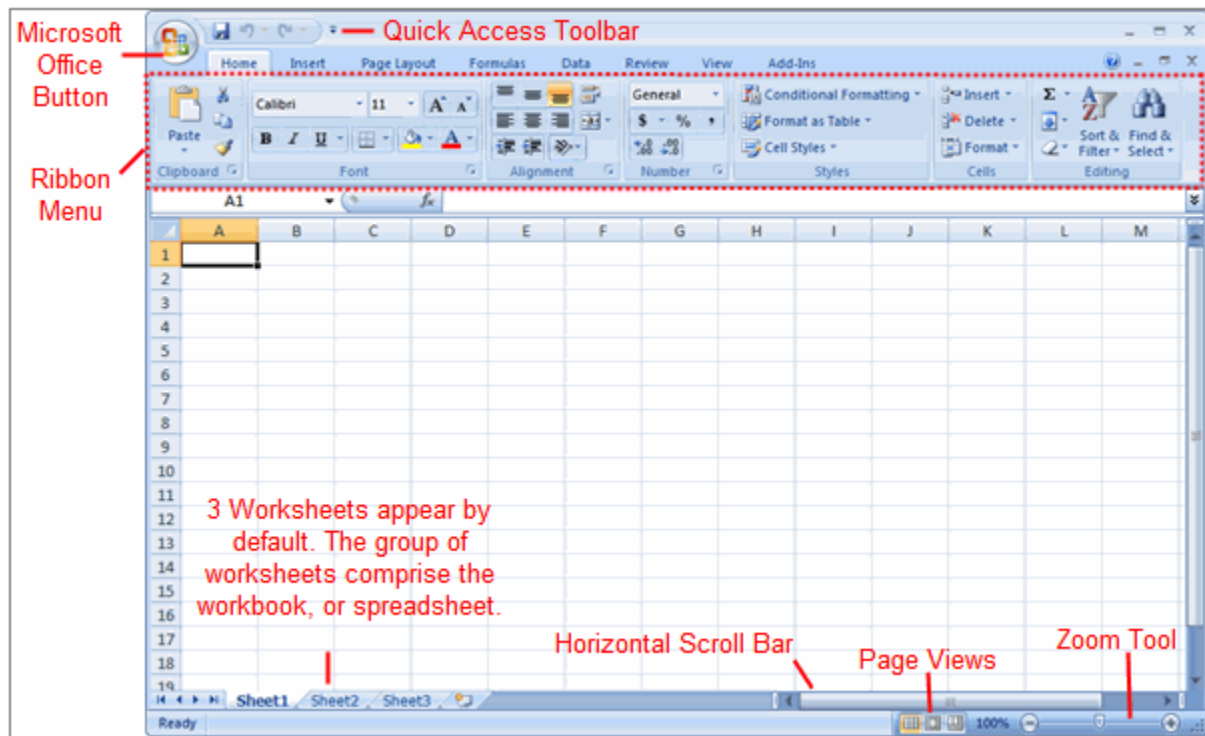 Microsoft
Office
Button
Quick Access Toolbar
Home Insert Page Layout Formulas Data Review View Add-Ins
Calibri 11 General Conditional Formatting Insert Σ
Paste B I U A $ % , Format as Table Delete Sort & Find &
Cell Styles Format Filter Select
Clipboard Font Alignment Number Styles Cells Editing
Ribbon
Menu
A1 fx
A B C D E F G H I J K L M
1
2
3
4
5
6
7
8
9
10
11
12
13
14
15
16
17
18
19
3 Worksheets appear by
default. The group of
worksheets comprise the
workbook, or spreadsheet.
Horizontal Scroll Bar
Page Views
Zoom Tool
Sheet1 Sheet2 Sheet3
Ready 100%